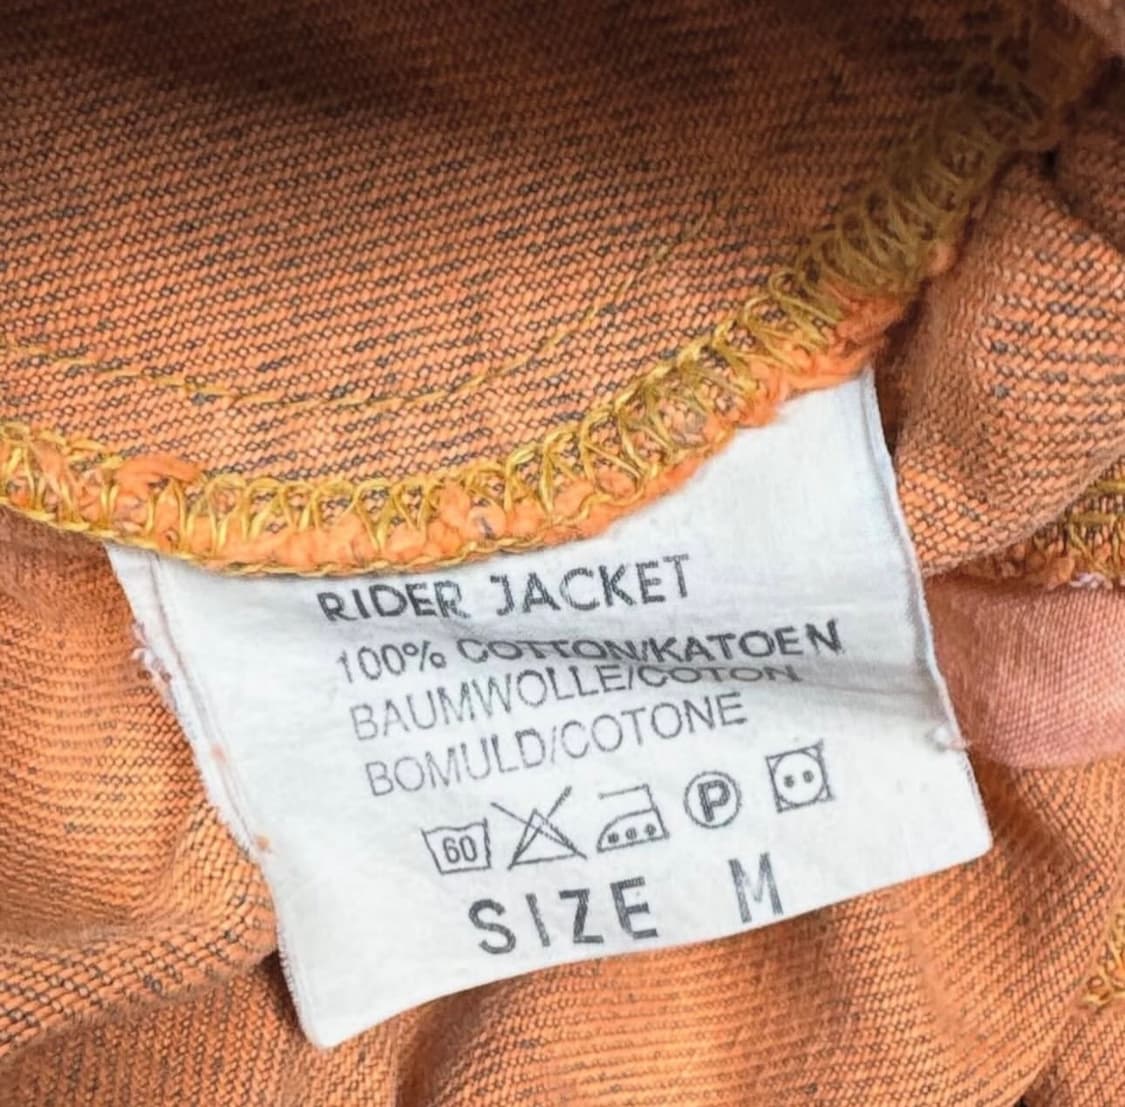 RIDER JACKET
100% COTTON/KATOEN
BAUMWOLLE/COTON
BOMULD/COTONE
60 P
SIZE M